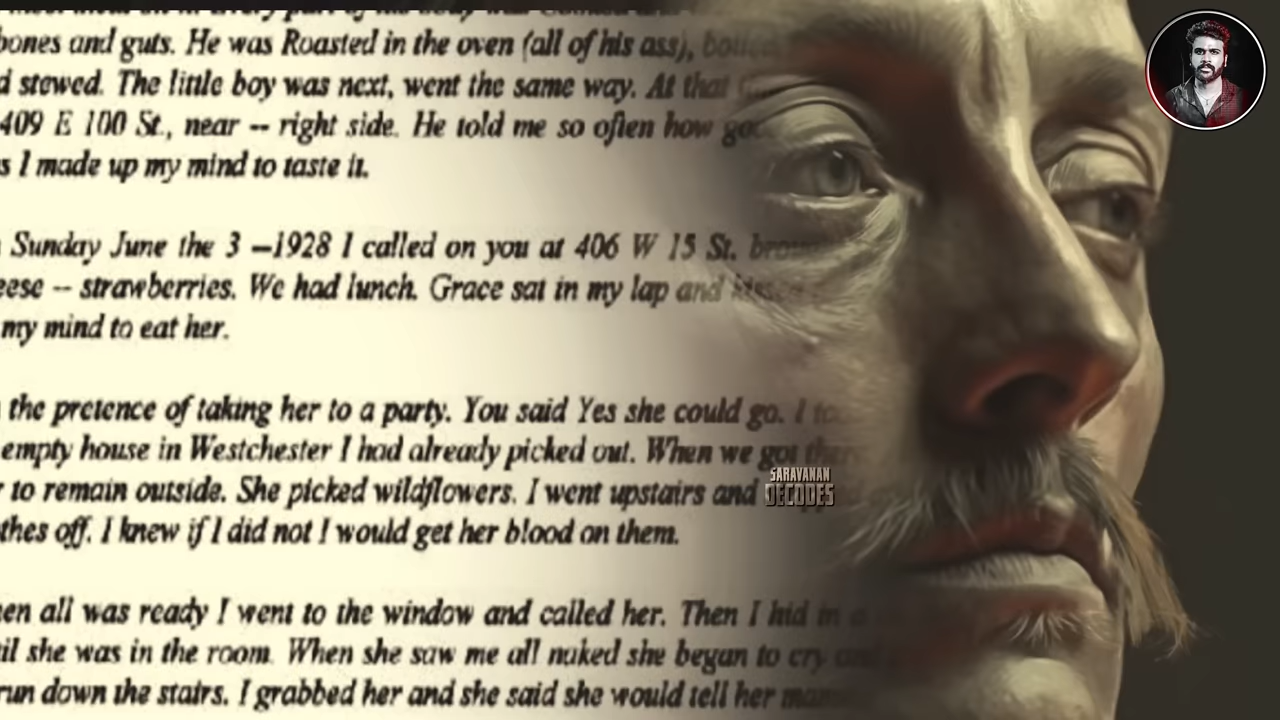 bones and guts. He was Roasted in the oven (all of his ass),
stewed. The little boy was next, went the same way. At that
409 E 100 St., near -- right side. He told me so often how
I made up my mind to taste it.
Sunday June the 3 –1928 I called on you at 406 W 15 St.
-- strawberries. We had lunch. Grace sat in my lap and kissed
my mind to eat her.
the pretence of taking her to a party. You said Yes she could go. I
empty house in Westchester I had already picked out. When we got there
to remain outside. She picked wildflowers. I went upstairs and
off. I knew if I did not I would get her blood on them.
all was ready I went to the window and called her. Then I hid in a
she was in the room. When she saw me all naked she began to cry and
run down the stairs. I grabbed her and she said she would tell her
SARAVANAN
DECODES